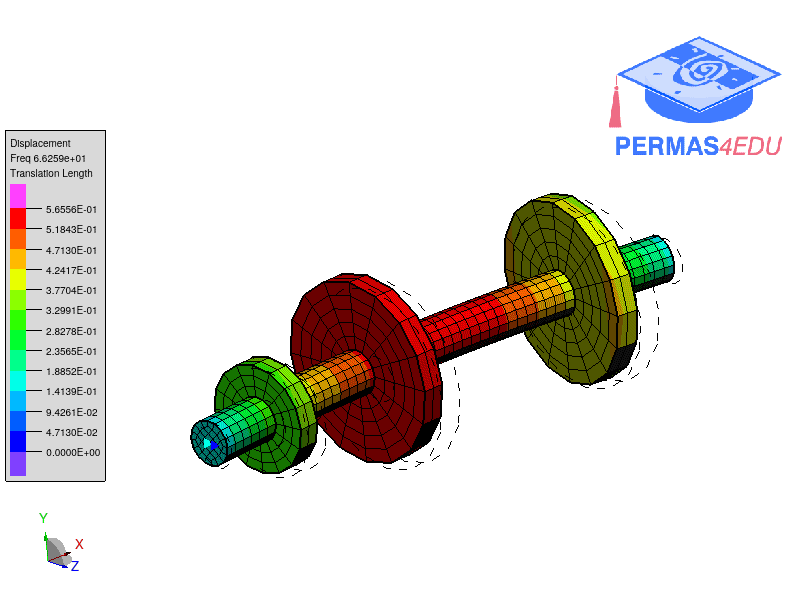 Displacement
Freq 6.6259e+01
Translation Length
5.6556E-01
5.1843E-01
4.7130E-01
4.2417E-01
3.7704E-01
3.2991E-01
2.8278E-01
2.3565E-01
1.8852E-01
1.4139E-01
9.4261E-02
4.7130E-02
0.0000E+00
PERMAS4EDU
Y
X
Z